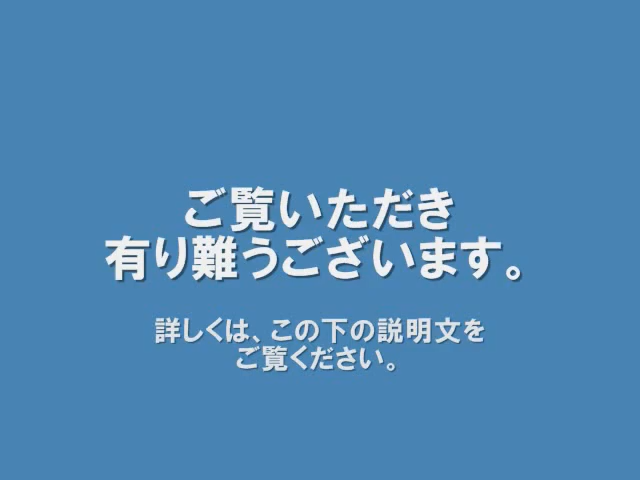 ご覧いただき
有り難うございます。
詳しくは、この下の説明文を
ご覧ください。